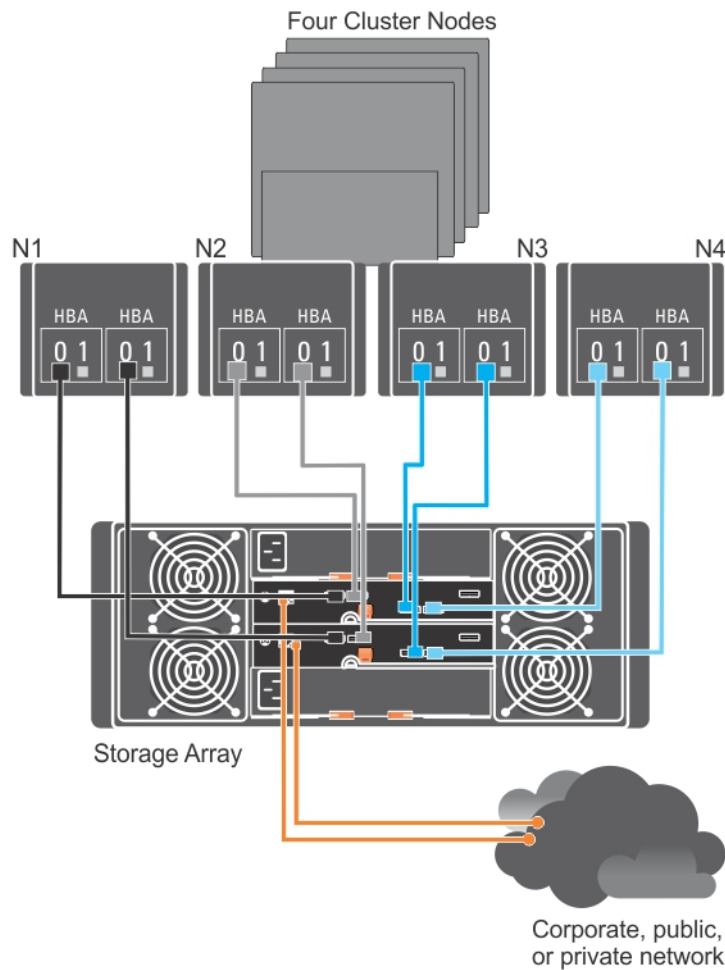 Four Cluster Nodes
N1 N2 N3 N4
HBA HBA HBA HBA HBA HBA HBA HBA
0 1 0 1 0 1 0 1 0 1 0 1 0 1 0 1
Storage Array
Corporate, public,
or private network